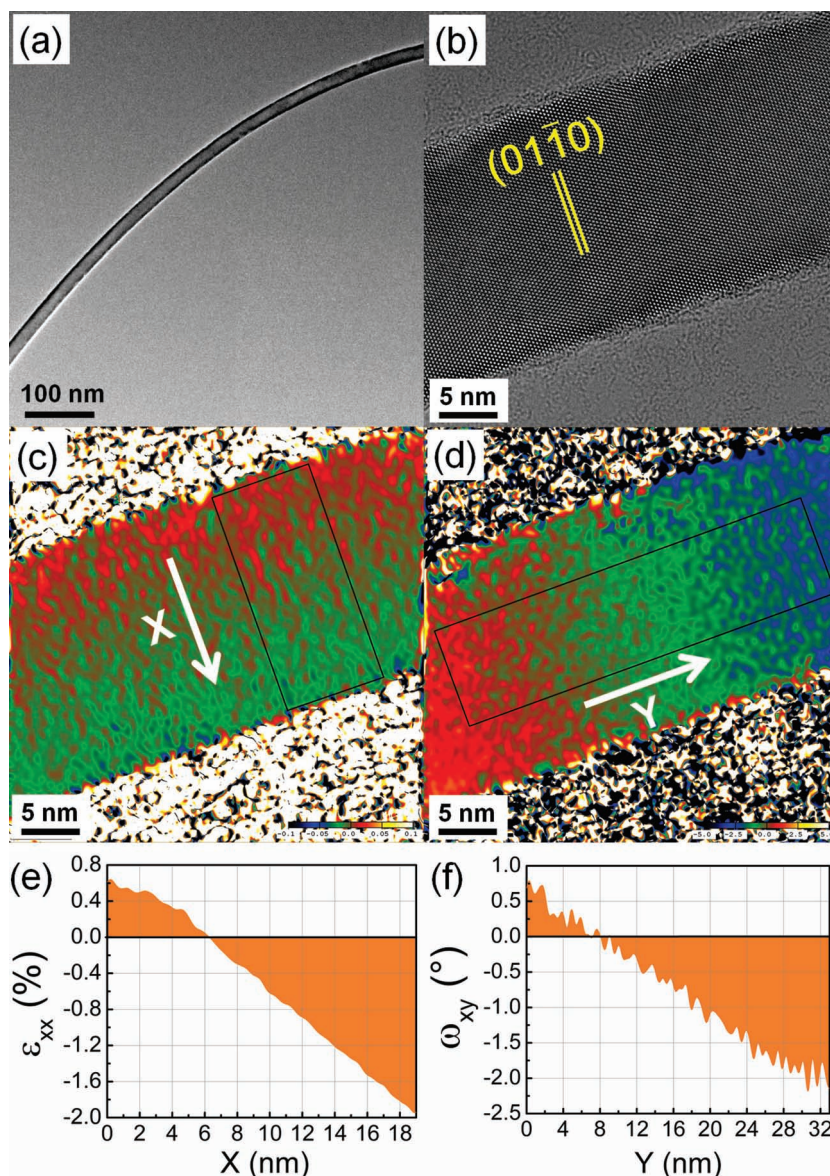 (a)
100 nm
(b)
(011̄0)
5 nm
(c)
X
5 nm
-0.1 -0.05 0.0 0.05 0.1
(d)
Y
5 nm
-5.0 -2.5 0.0 2.5 5.0
(e)
0.8
0.4
0.0
-0.4
-0.8
-1.2
-1.6
-2.0
εxx (%)
0 2 4 6 8 10 12 14 16 18
X (nm)
(f)
1.0
0.5
0.0
-0.5
-1.0
-1.5
-2.0
-2.5
ωxy (°)
0 4 8 12 16 20 24 28 32
Y (nm)